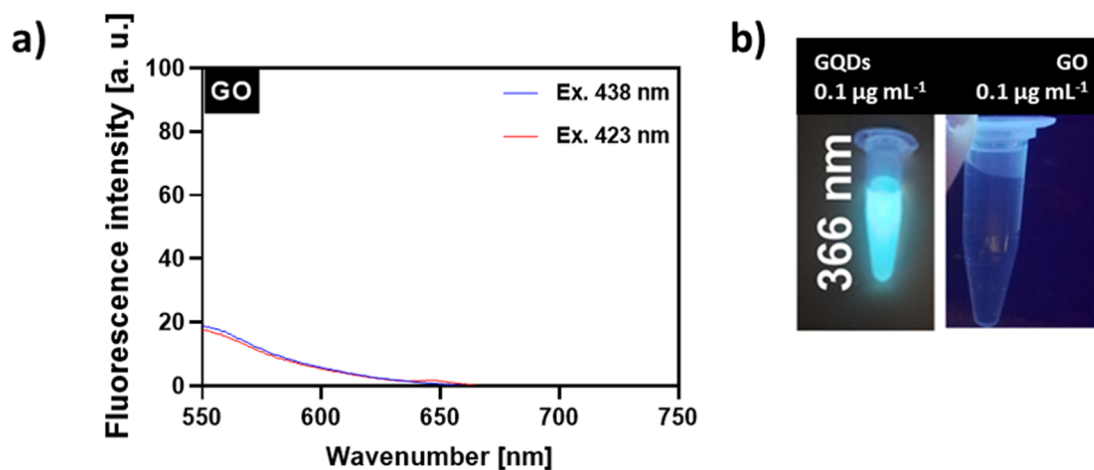 a)
Fluorescence intensity [a. u.]
100
80
60
40
20
0
GO
Ex. 438 nm
Ex. 423 nm
550
600
650
700
750
Wavenumber [nm]
b)
GQDs
0.1 µg mL⁻¹
GO
0.1 µg mL⁻¹
366 nm